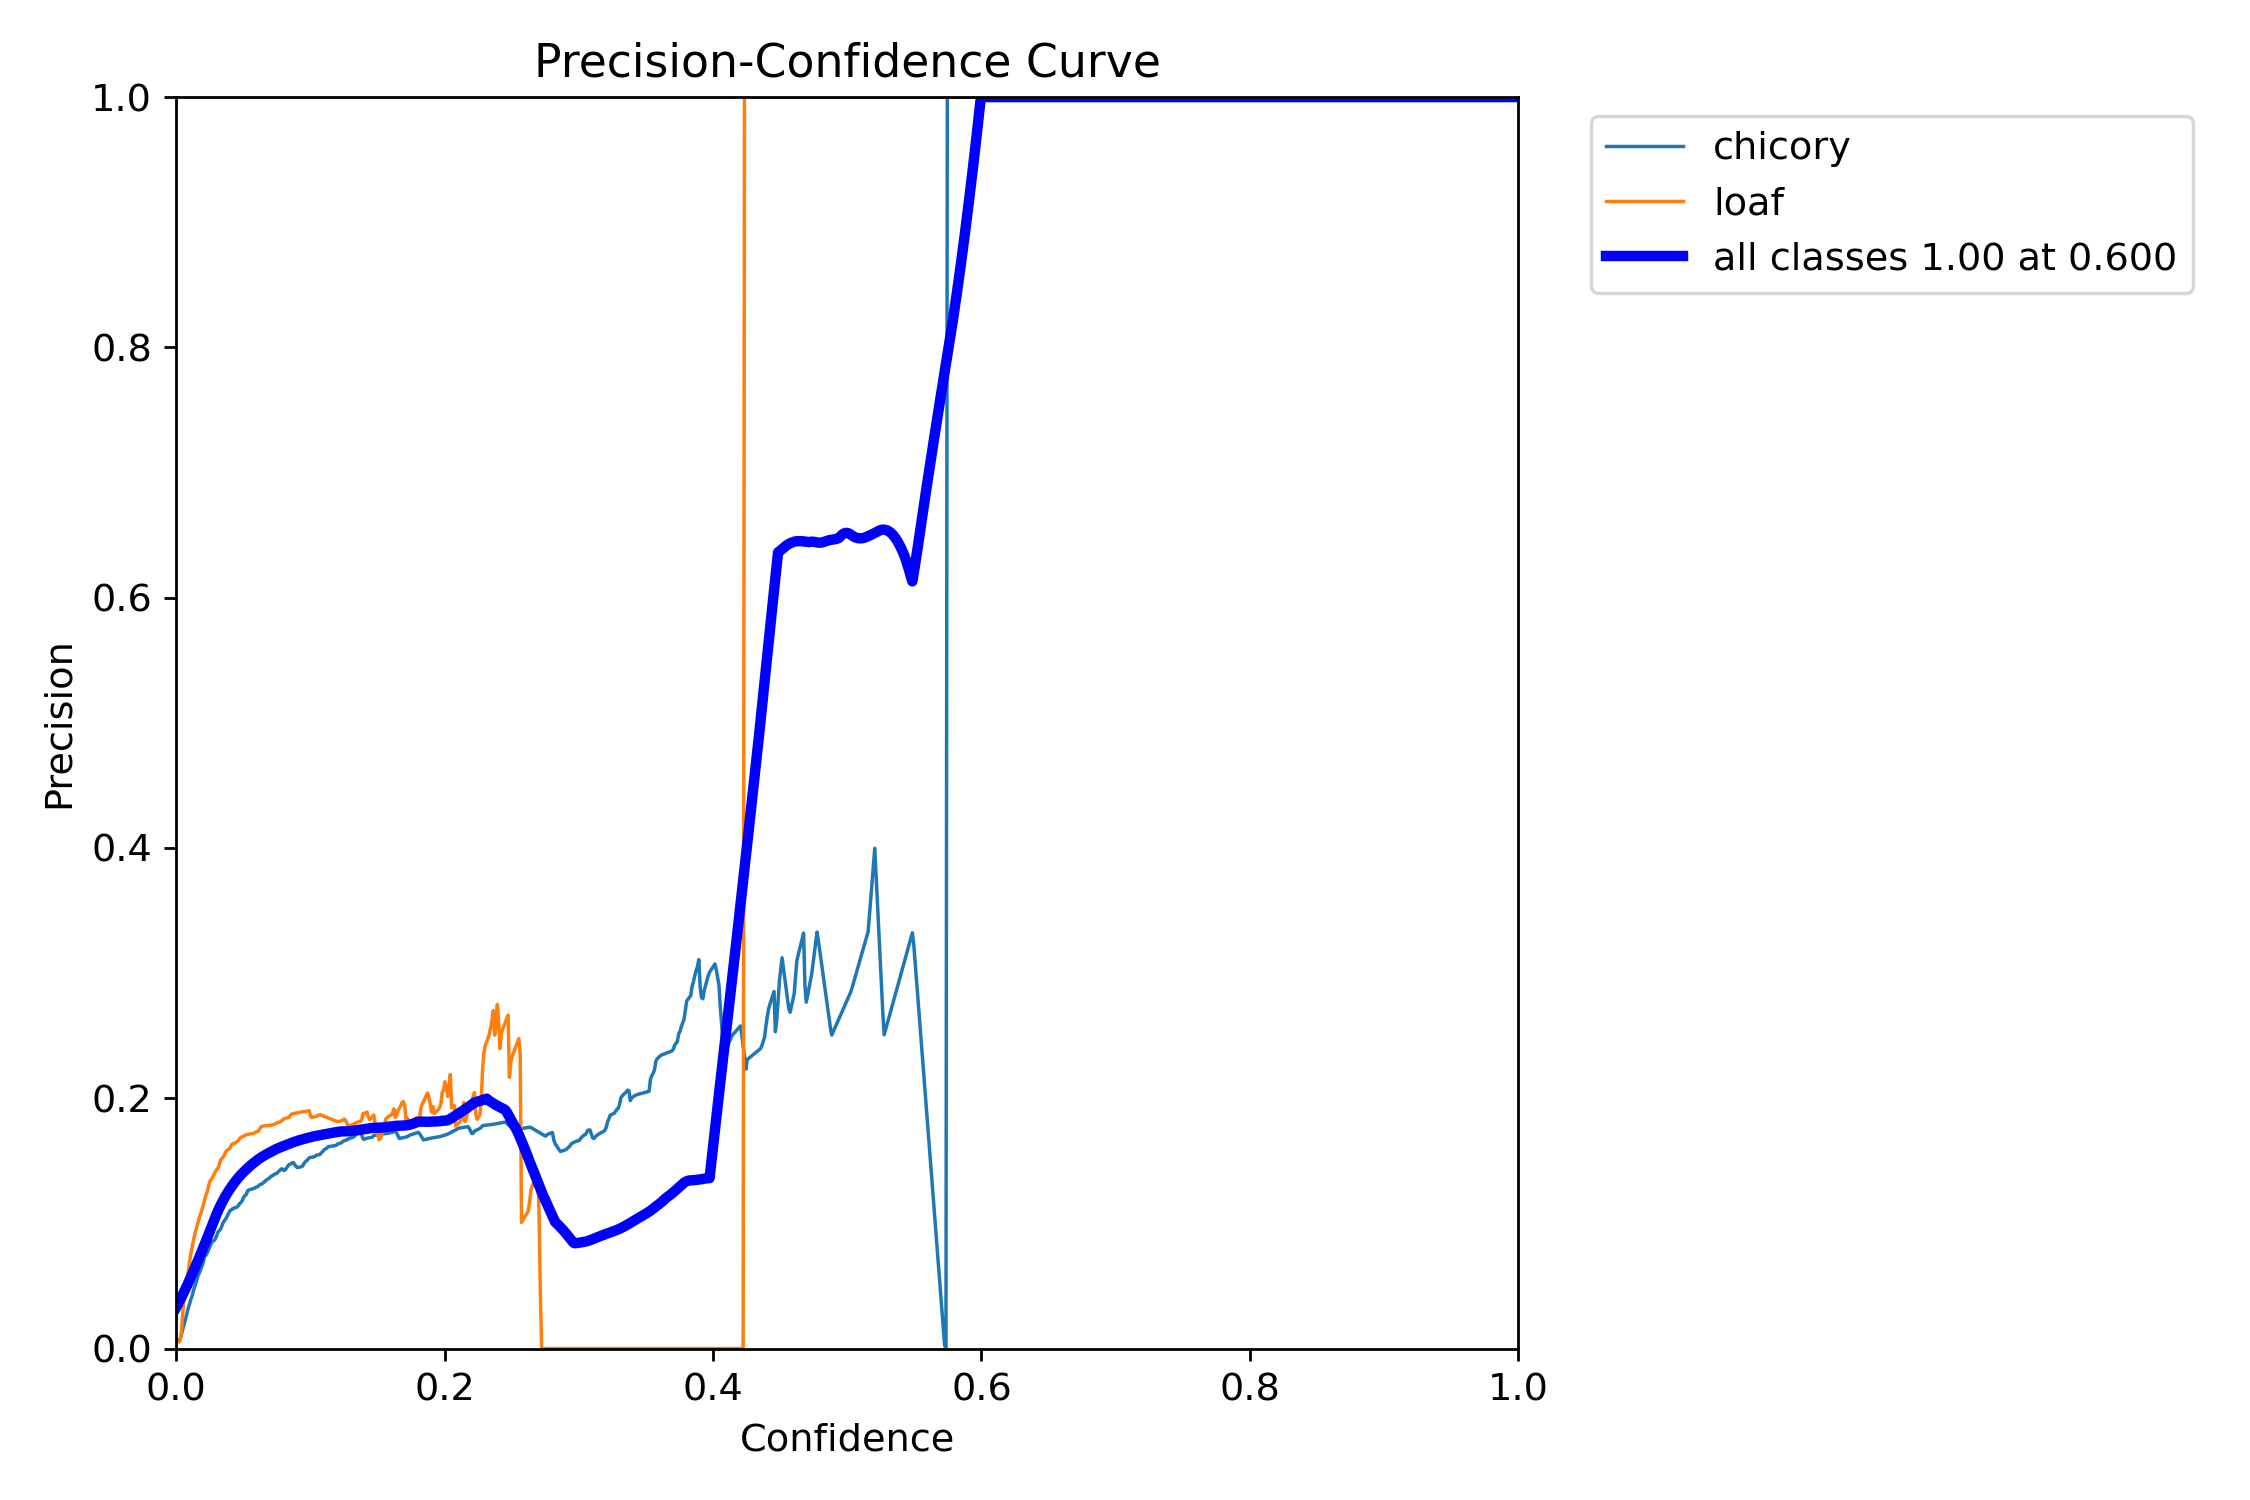 Precision-Confidence Curve
1.0
0.8
0.6
0.4
0.2
0.0
Precision
0.0 0.2 0.4 0.6 0.8 1.0
Confidence
chicory
loaf
all classes 1.00 at 0.600